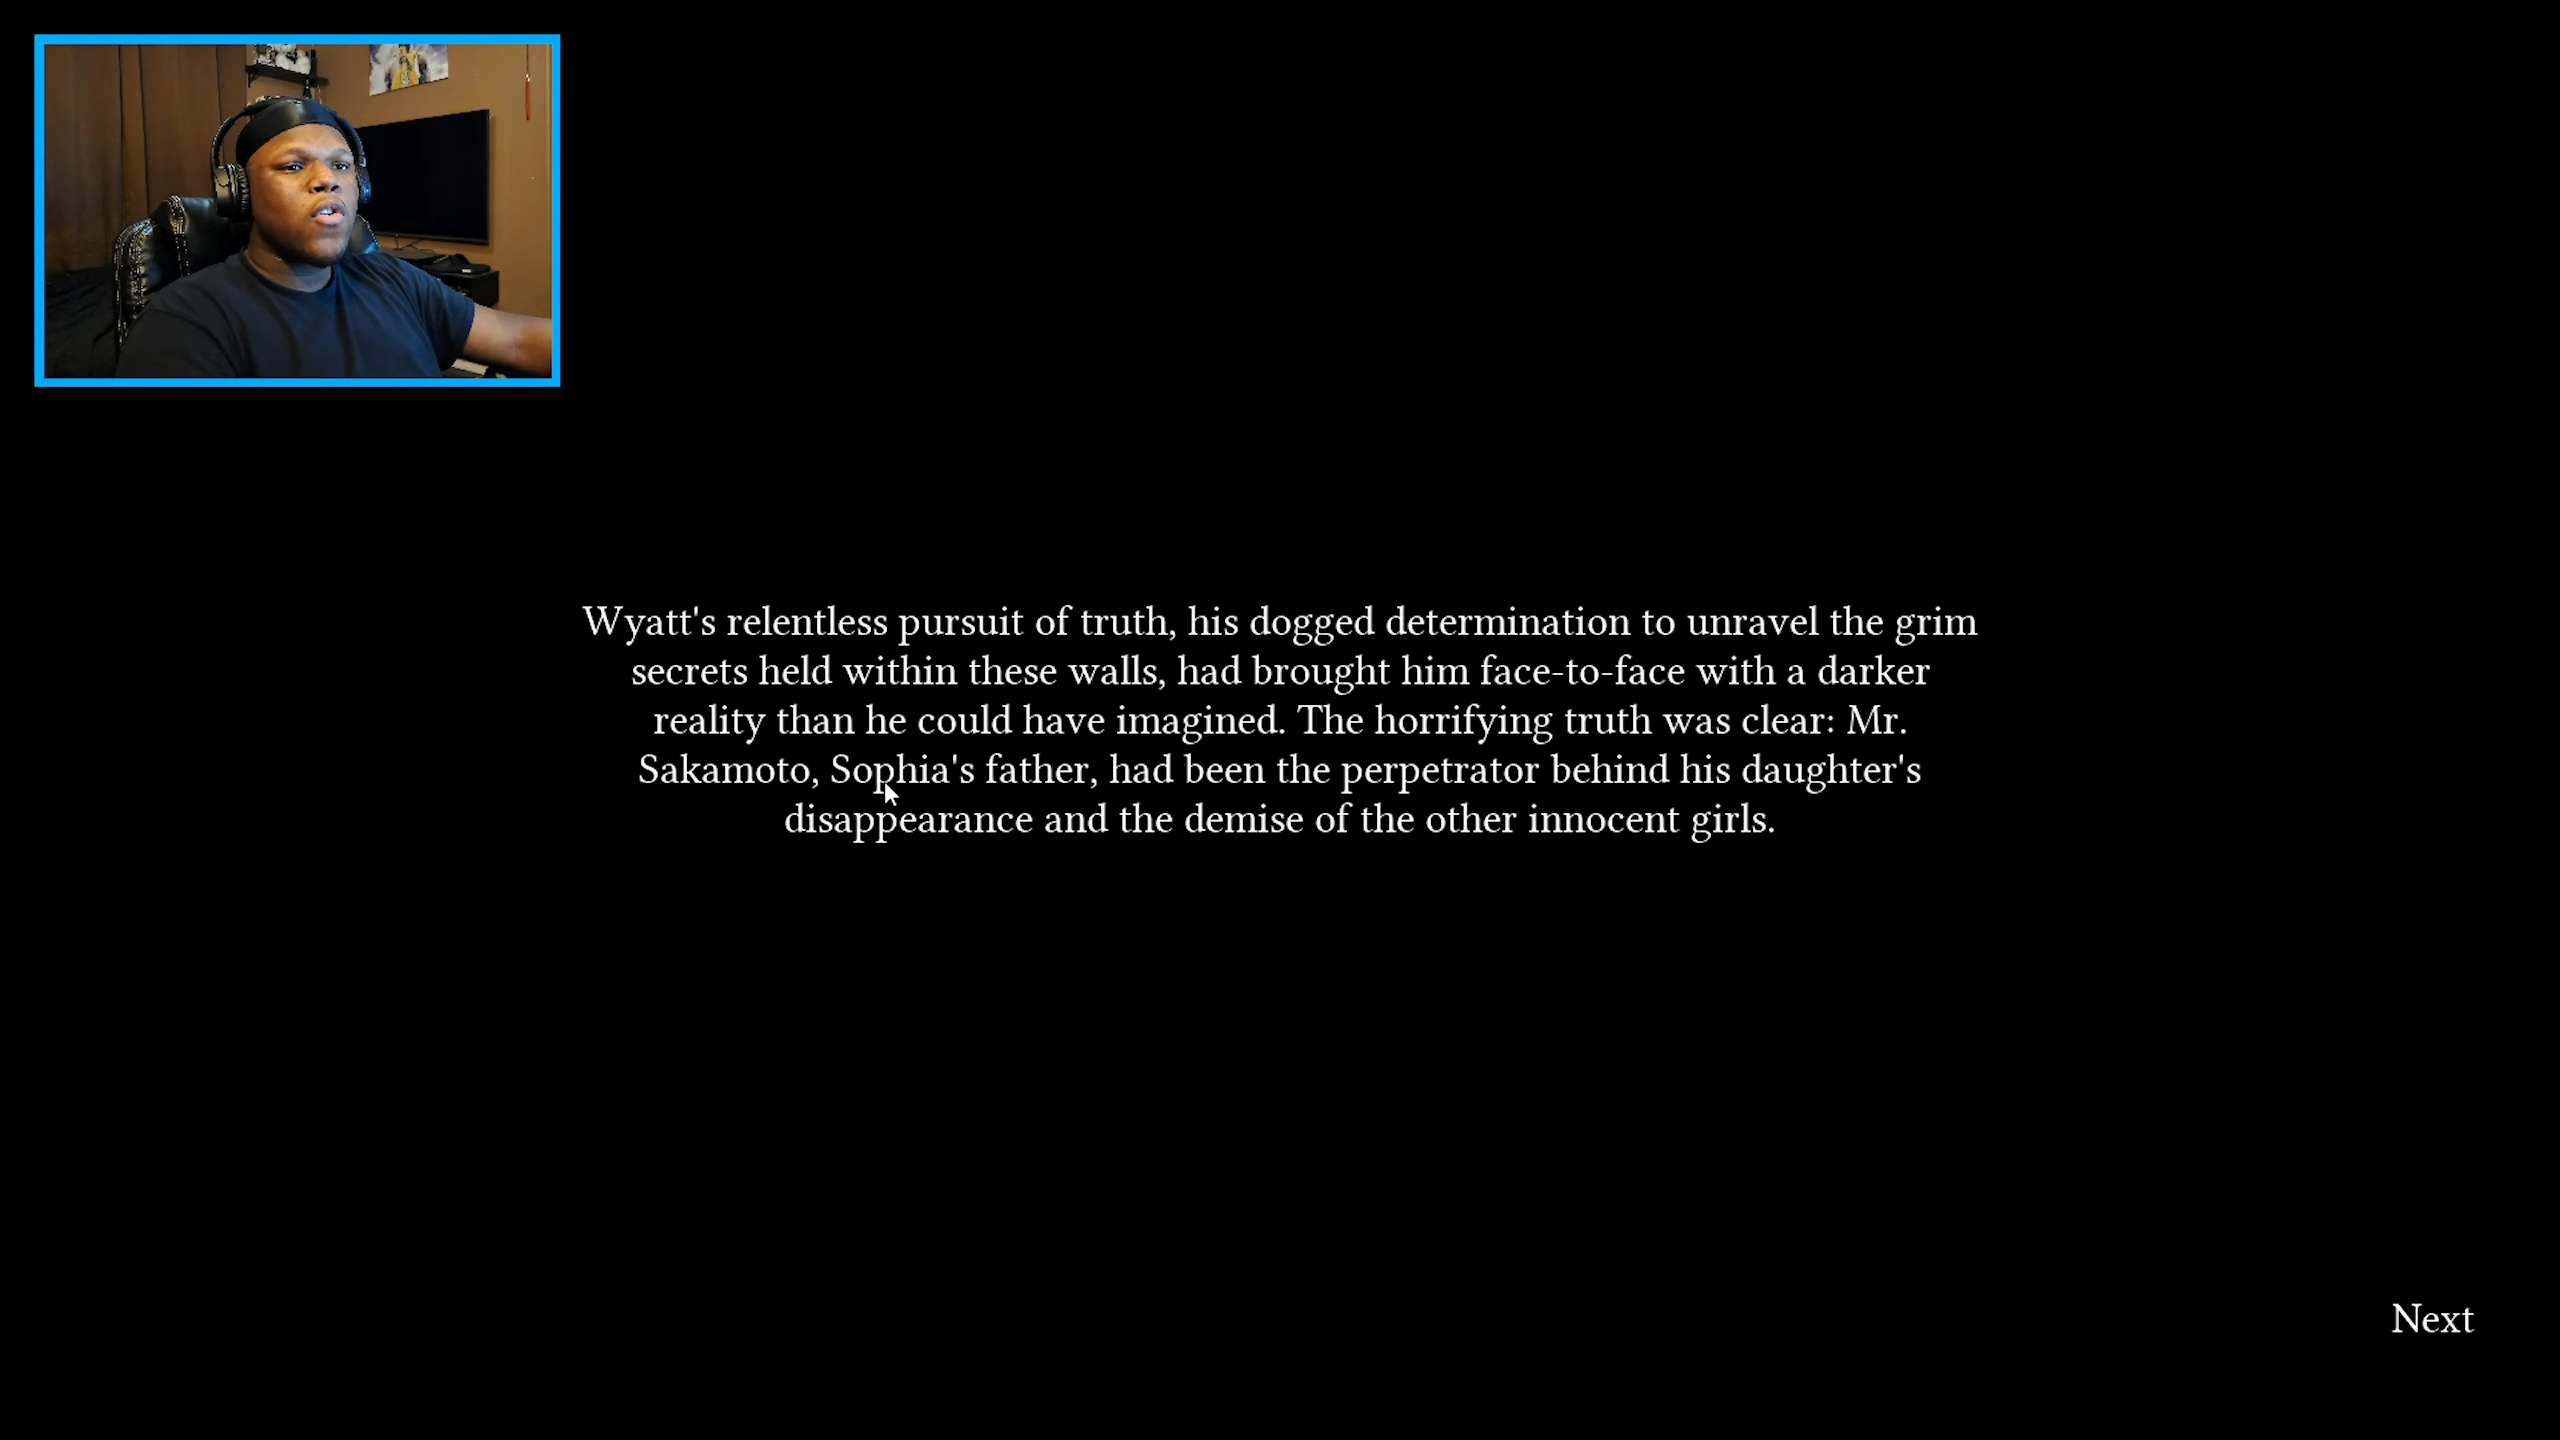 Wyatt's relentless pursuit of truth, his dogged determination to unravel the grim
secrets held within these walls, had brought him face-to-face with a darker
reality than he could have imagined. The horrifying truth was clear: Mr.
Sakamoto, Sophia's father, had been the perpetrator behind his daughter's
disappearance and the demise of the other innocent girls.
Next